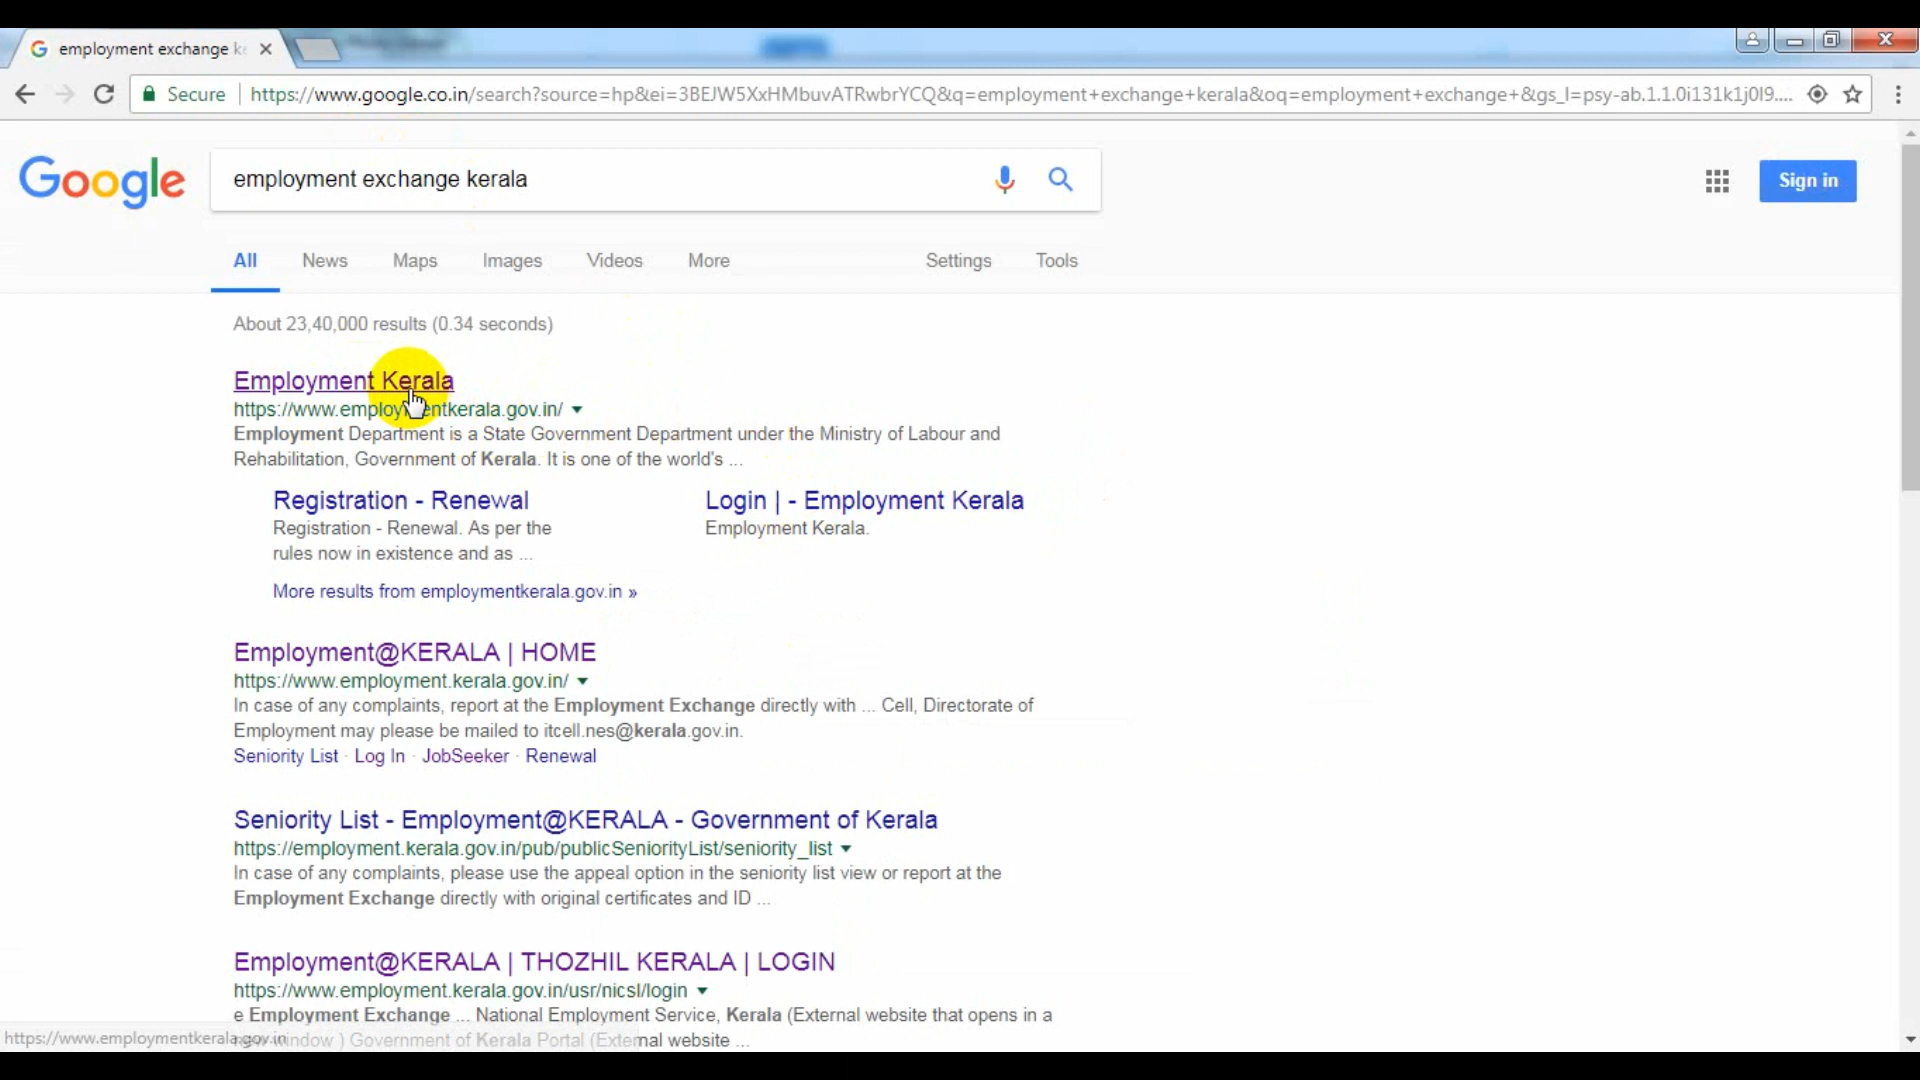 employment exchange ke
Secure https://www.google.co.in/search?source=hp&ei=3BEJW5XxHMbuvATRwbrYCQ&q=employment+exchange+kerala&oq=employment+exchange+&gs_l=psy-ab.1.1.0i131k1j0l9....
Google employment exchange kerala Sign in
All News Maps Images Videos More Settings Tools
About 23,40,000 results (0.34 seconds)
Employment Kerala
https://www.employmentkerala.gov.in/
Employment Department is a State Government Department under the Ministry of Labour and
Rehabilitation, Government of Kerala. It is one of the world's ...
Registration - Renewal Login | - Employment Kerala
Registration - Renewal. As per the Employment Kerala.
rules now in existence and as ...
More results from employmentkerala.gov.in »
Employment@KERALA | HOME
https://www.employment.kerala.gov.in/
In case of any complaints, report at the Employment Exchange directly with ... Cell, Directorate of
Employment may please be mailed to itcell.nes@kerala.gov.in.
Seniority List · Log In · JobSeeker · Renewal
Seniority List - Employment@KERALA - Government of Kerala
https://employment.kerala.gov.in/pub/publicSeniorityList/seniority_list
In case of any complaints, please use the appeal option in the seniority list view or report at the
Employment Exchange directly with original certificates and ID ...
Employment@KERALA | THOZHIL KERALA | LOGIN
https://www.employment.kerala.gov.in/usr/nicsl/login
e Employment Exchange ... National Employment Service, Kerala (External website that opens in a
window ) Government of Kerala Portal (External website ...
https://www.employmentkerala.gov.in